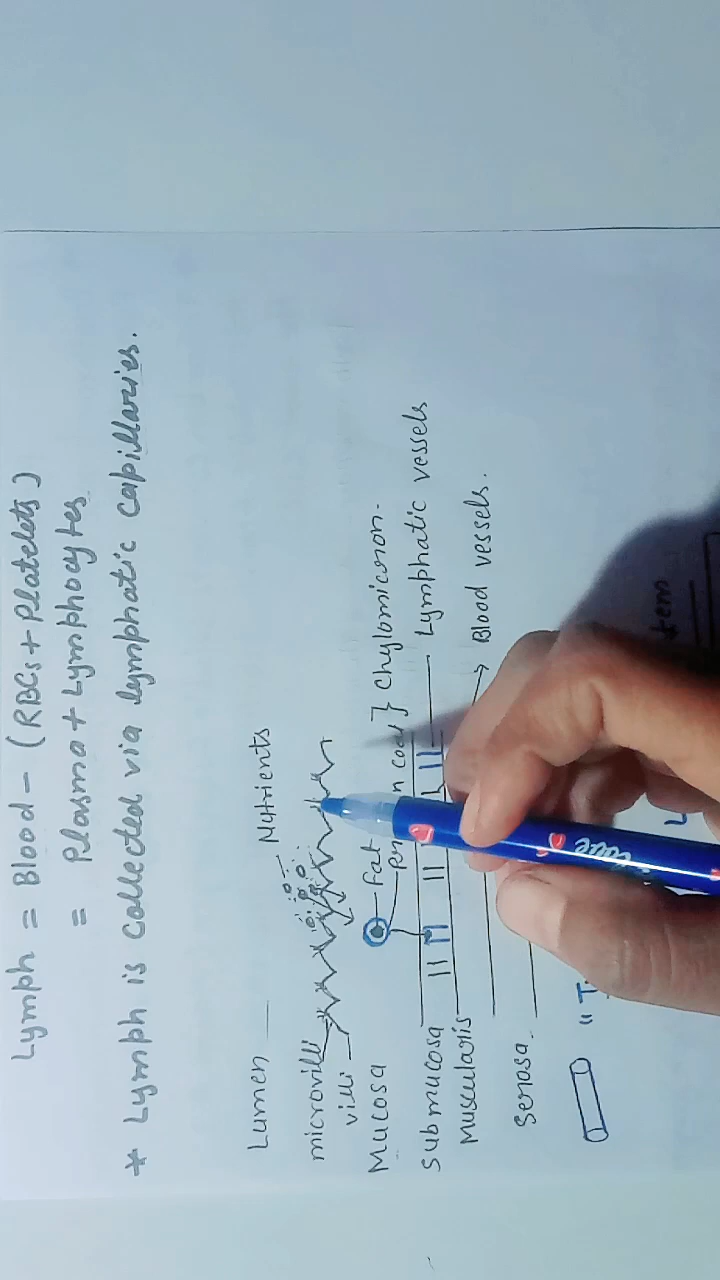 Lymph = Blood - (RBCs + Platelets)
= Plasma + Lymphocytes
* Lymph is collected via lymphatic capillaries.
Lumen
Nutrients
microvilli
villi
Mucosa
Fat
coat } Chylomicron.
Submucosa
Lymphatic vessels
Muscularis
Blood vessels.
Serosa